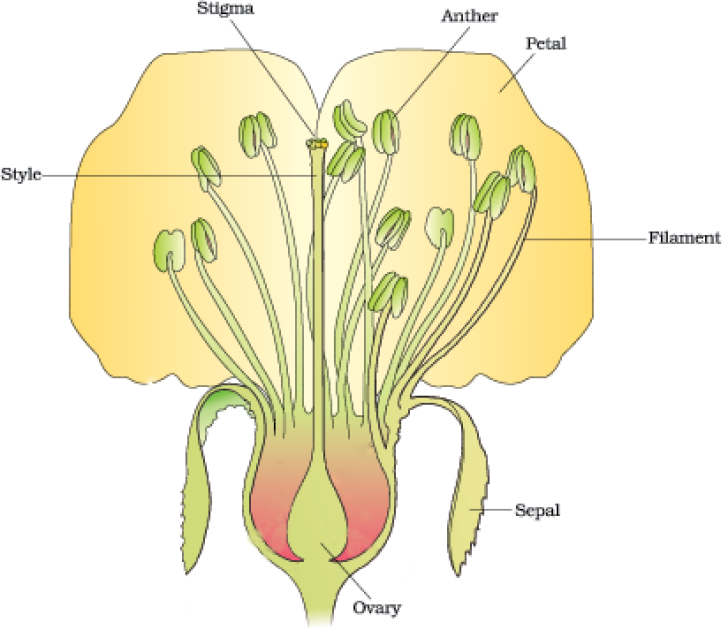 Stigma
Anther
Petal
Style
Filament
Sepal
Ovary